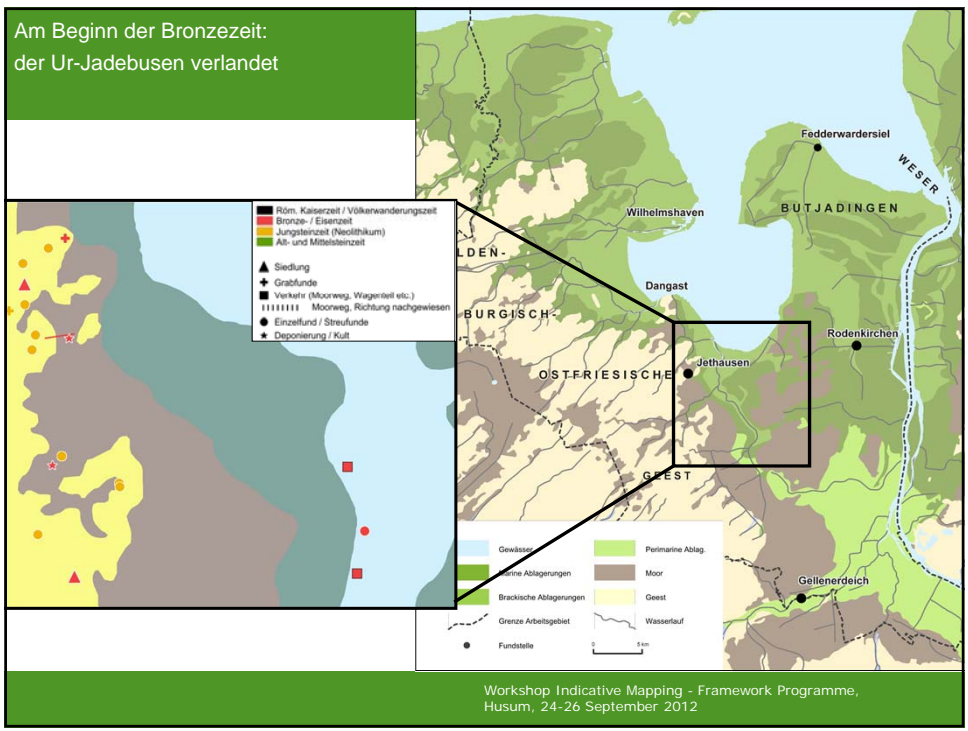 Am Beginn der Bronzezeit:
der Ur-Jadebusen verlandet
Röm. Kaiserzeit / Völkerwanderungszeit
Bronze- / Eisenzeit
Jungsteinzeit (Neolithikum)
Alt- und Mittelsteinzeit
Siedlung
Grabfunde
Verkehr (Moorweg, Wagenteil etc.)
Moorweg, Richtung nachgewiesen
Einzelfund / Streufunde
Deponierung / Kult
Fedderwardersiel
WESER
BUTJADINGEN
Wilhelmshaven
LDEN-
Dangast
BURGISCH-
Rodenkirchen
Jethausen
OSTFRIESISCHE
GEEST
Gellenerdeich
Gewässer
Perimarine Ablag.
Marine Ablagerungen
Moor
Brackische Ablagerungen
Geest
Grenze Arbeitsgebiet
Wasserlauf
Fundstelle
0 5 km
Workshop Indicative Mapping - Framework Programme,
Husum, 24-26 September 2012